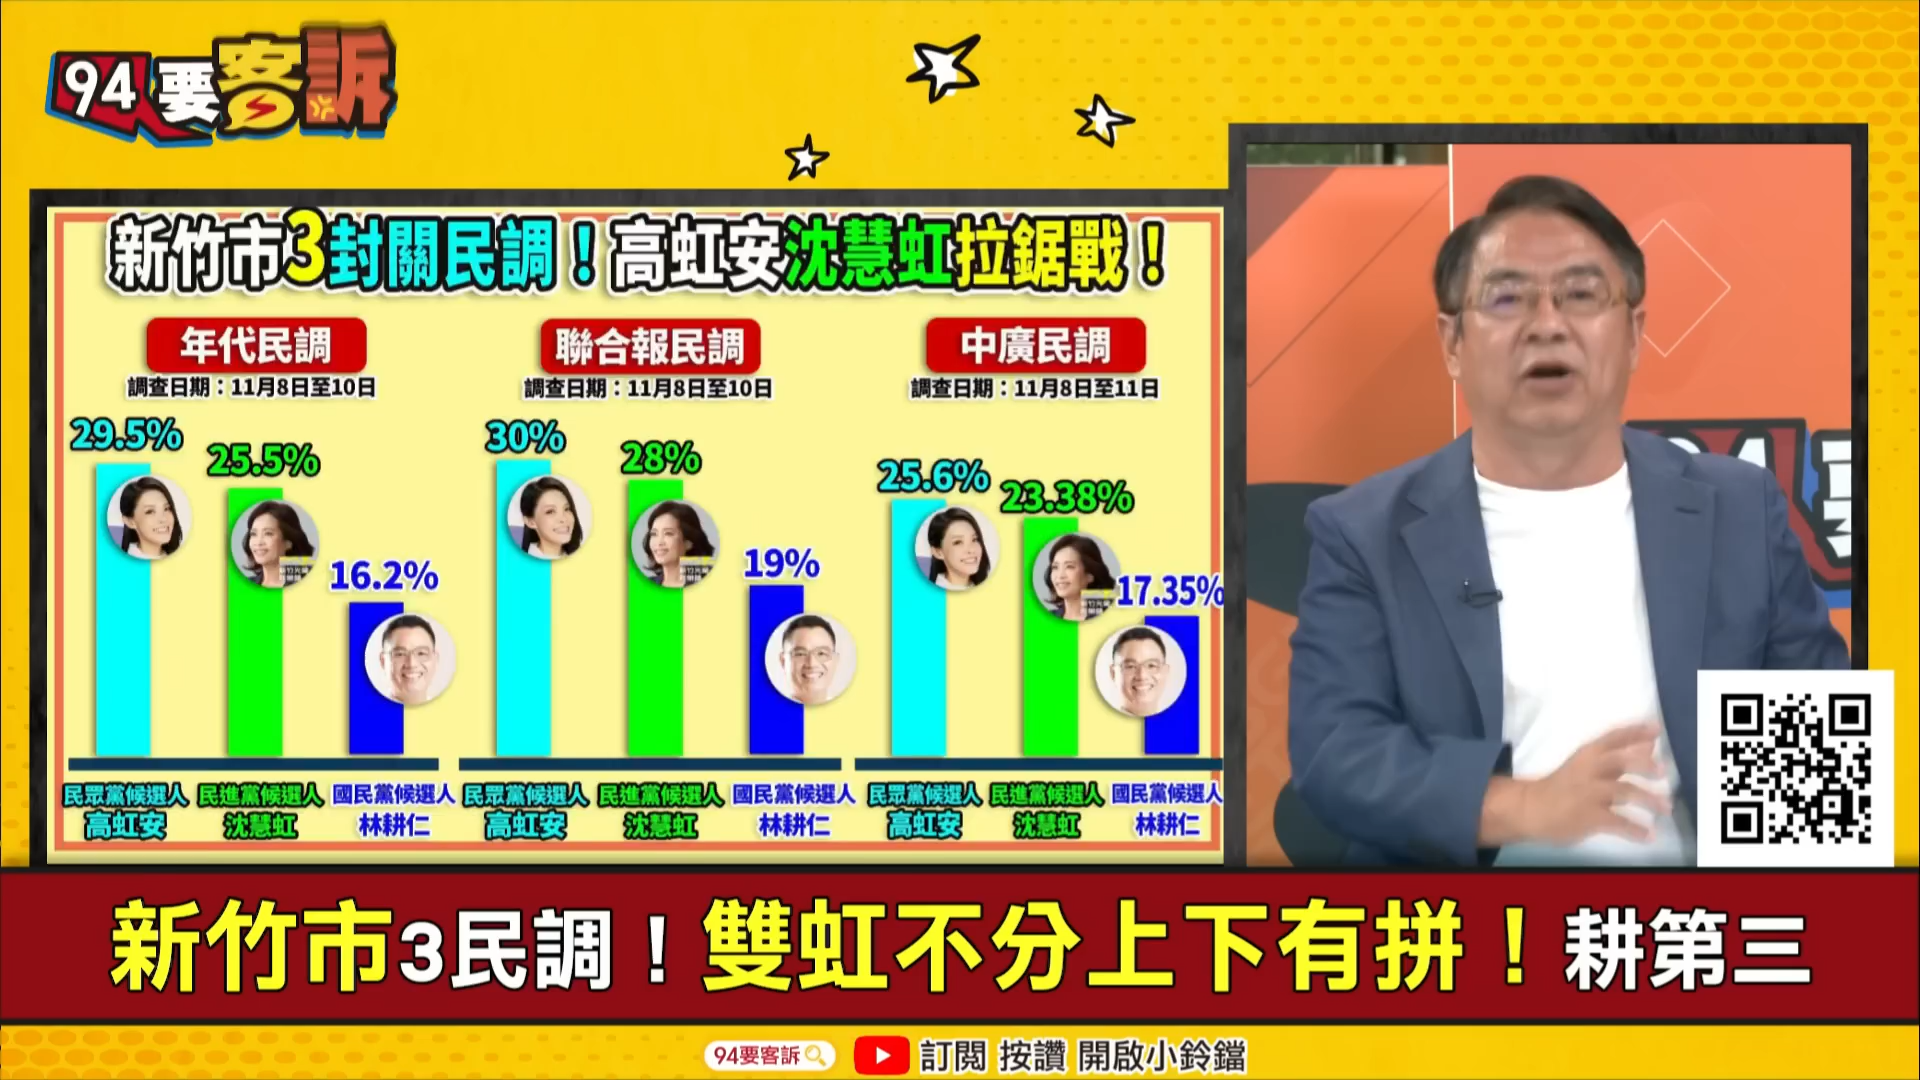 94要客訴
新竹市3封關民調！高虹安沈慧虹拉鋸戰！
年代民調
調查日期：11月8日至10日
29.5%
25.5%
16.2%
民眾黨候選人
高虹安
民進黨候選人
沈慧虹
國民黨候選人
林耕仁
聯合報民調
調查日期：11月8日至10日
30%
28%
19%
民眾黨候選人
高虹安
民進黨候選人
沈慧虹
國民黨候選人
林耕仁
中廣民調
調查日期：11月8日至11日
25.6%
23.38%
17.35%
民眾黨候選人
高虹安
民進黨候選人
沈慧虹
國民黨候選人
林耕仁
新竹市3民調！雙虹不分上下有拼！耕第三
94要客訴
訂閱 按讚 開啟小鈴鐺